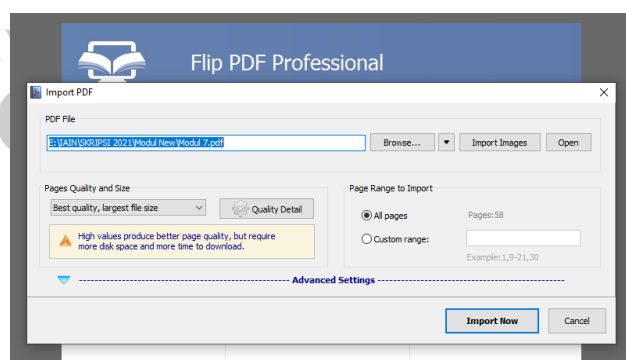 Flip PDF Professional
Import PDF
PDF File
E:\IAIN\SKRIPSI 2021\Modul New\Modul 7.pdf
Browse...
Import Images
Open
Pages Quality and Size
Best quality, largest file size
Quality Detail
High values produce better page quality, but require
more disk space and more time to download.
Page Range to Import
All pages
Pages:58
Custom range:
Example:1,9-21,30
Advanced Settings
Import Now
Cancel